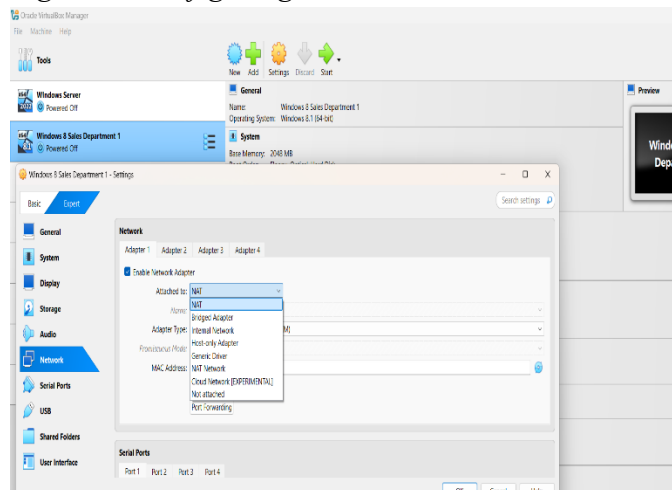 Oracle VirtualBox Manager
File Machine Help
Tools
New Add Settings Discard Start
Windows Server
Powered Off
Windows 8 Sales Department 1
Powered Off
General
Name: Windows 8 Sales Department 1
Operating System: Windows 8.1 (64-bit)
System
Base Memory: 2048 MB
Preview
Windows 8 Sales Department 1 - Settings
Basic Expert
Search settings
General
System
Display
Storage
Audio
Network
Serial Ports
USB
Shared Folders
User Interface
Network
Adapter 1 Adapter 2 Adapter 3 Adapter 4
Enable Network Adapter
Attached to: NAT
NAT
Name:
Bridged Adapter
Adapter Type: Internal Network
Promiscuous Mode: Host-only Adapter
Generic Driver
MAC Address: NAT Network
Cloud Network [EXPERIMENTAL]
Not attached
Port Forwarding
Serial Ports
Port 1 Port 2 Port 3 Port 4